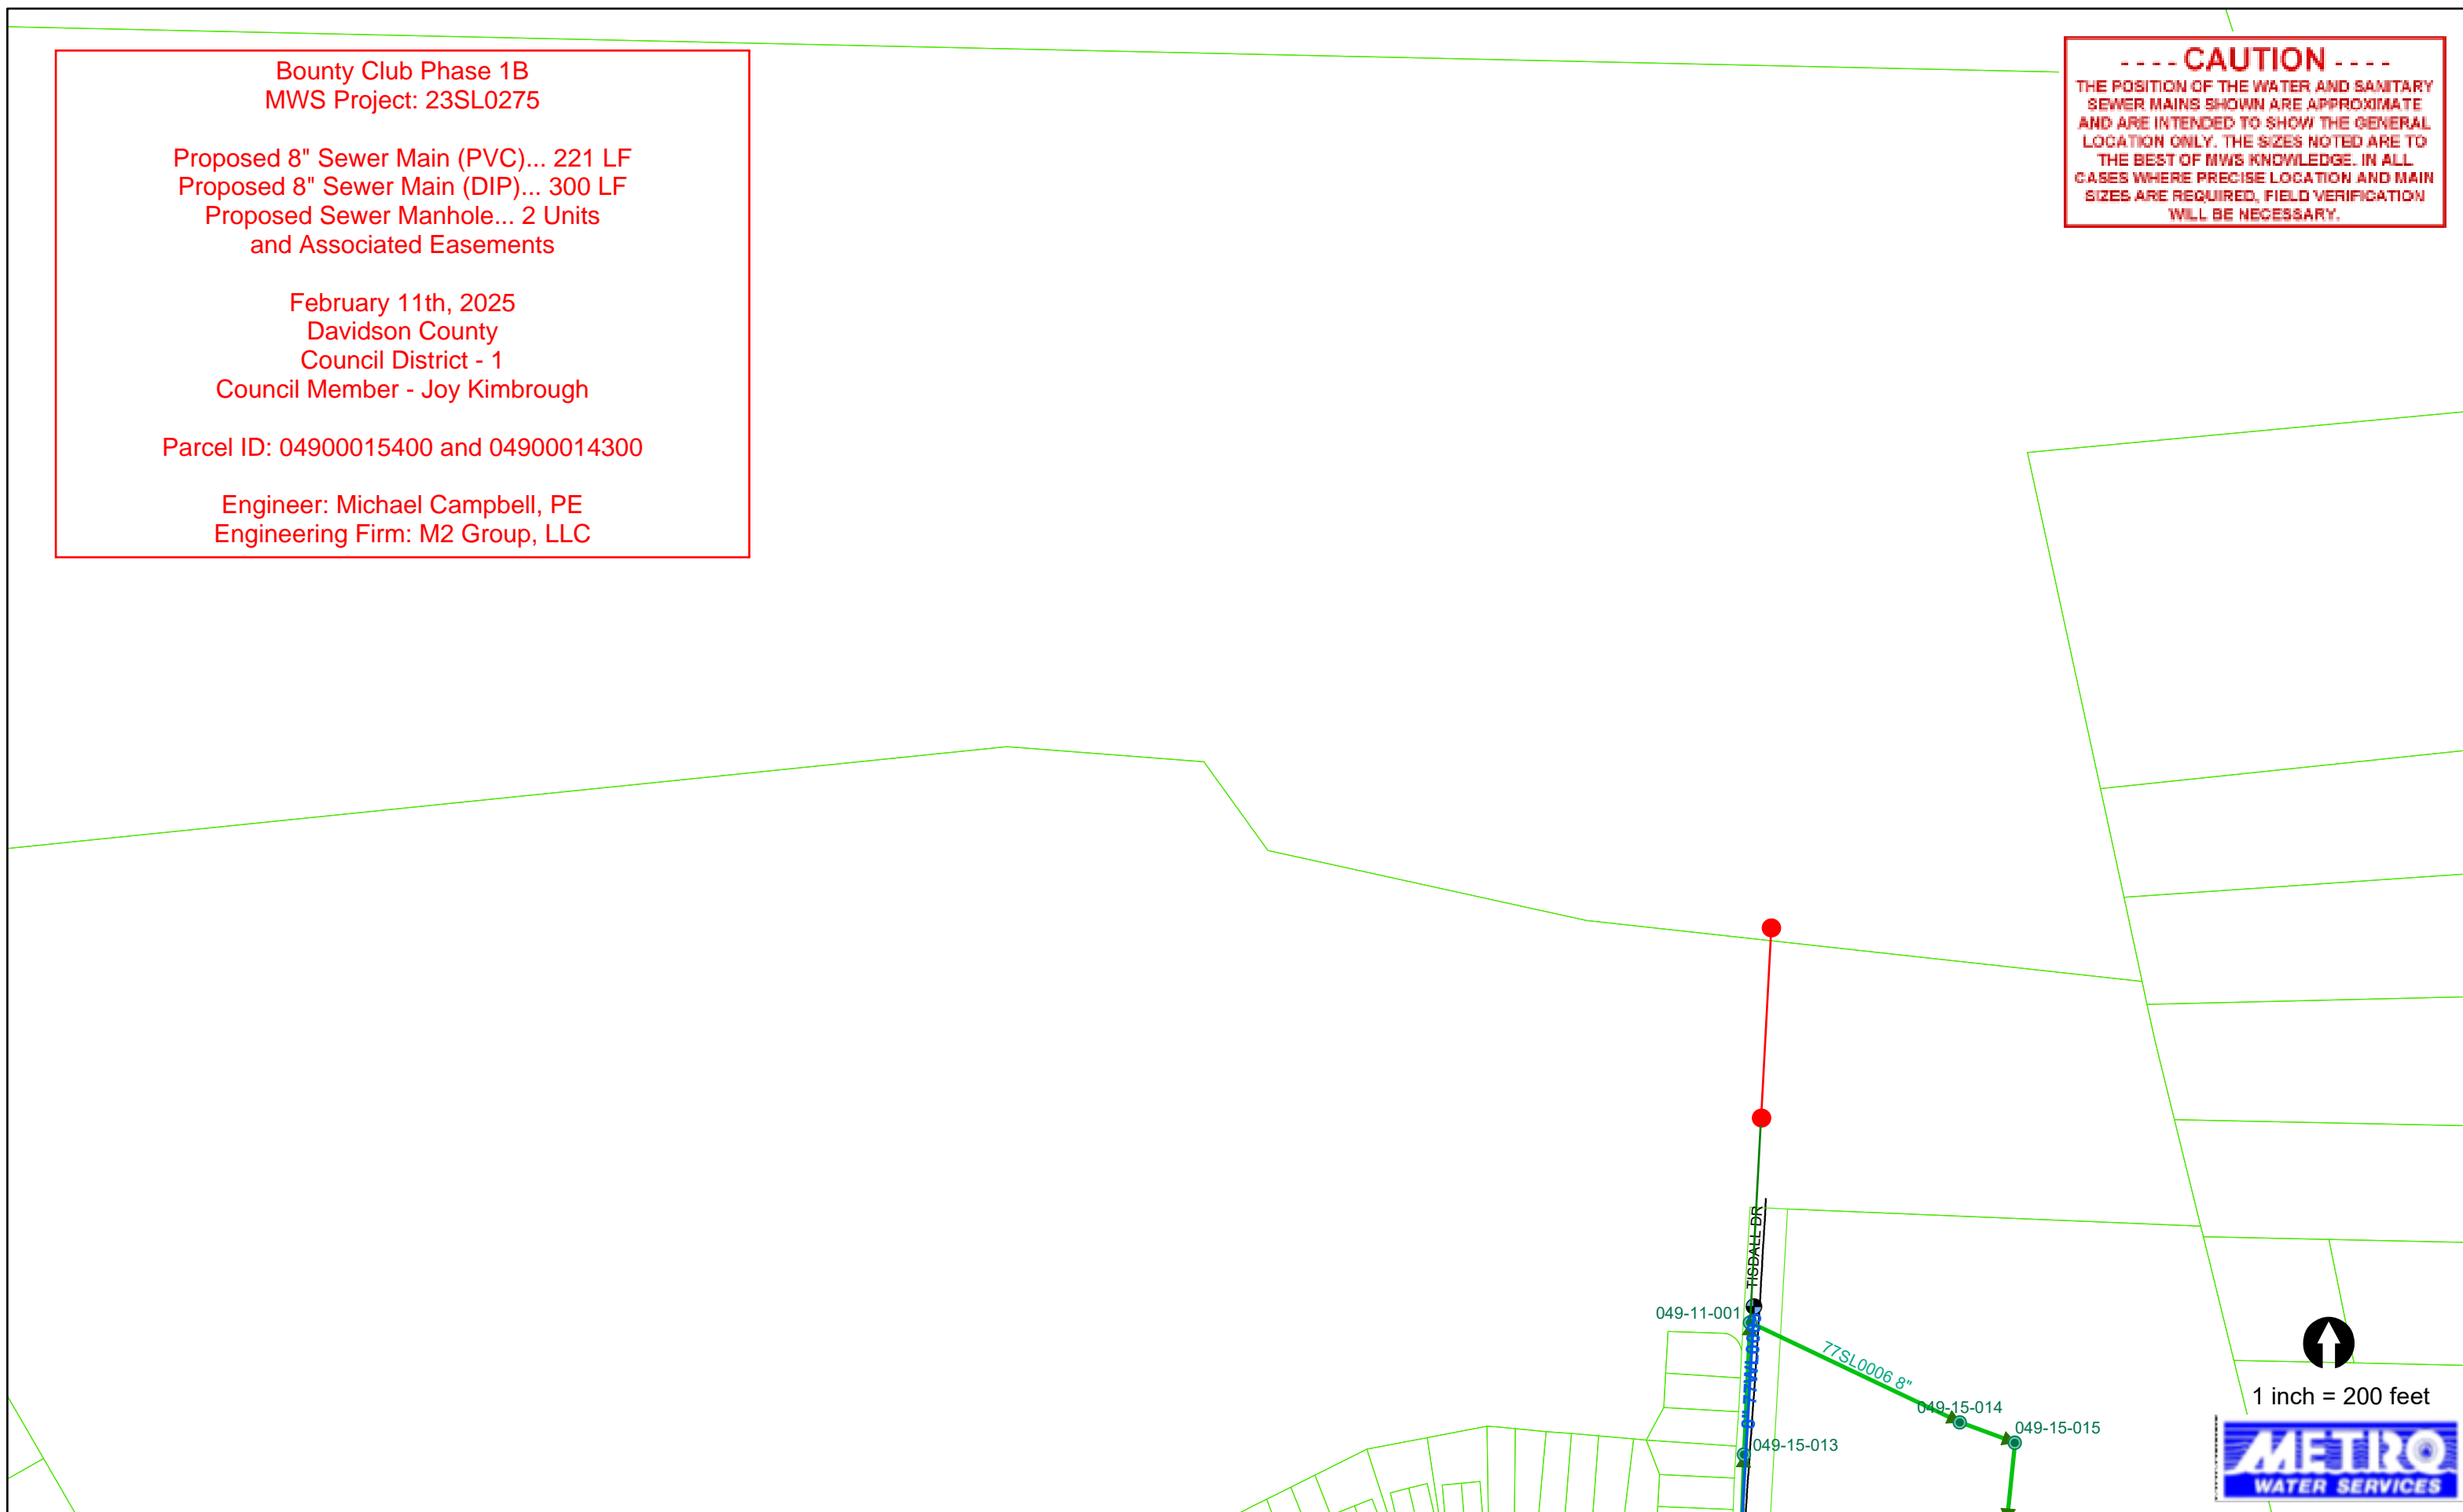 Bounty Club Phase 1B
MWS Project: 23SL0275
Proposed 8" Sewer Main (PVC)... 221 LF
Proposed 8" Sewer Main (DIP)... 300 LF
Proposed Sewer Manhole... 2 Units
and Associated Easements
February 11th, 2025
Davidson County
Council District - 1
Council Member - Joy Kimbrough
Parcel ID: 04900015400 and 04900014300
Engineer: Michael Campbell, PE
Engineering Firm: M2 Group, LLC
- - - - CAUTION - - - -
THE POSITION OF THE WATER AND SANITARY
SEWER MAINS SHOWN ARE APPROXIMATE
AND ARE INTENDED TO SHOW THE GENERAL
LOCATION ONLY. THE SIZES NOTED ARE TO
THE BEST OF MWS KNOWLEDGE. IN ALL
CASES WHERE PRECISE LOCATION AND MAIN
SIZES ARE REQUIRED, FIELD VERIFICATION
WILL BE NECESSARY.
TISDALL DR
049-11-001
77SL0006 8"
049-15-014
049-15-015
049-15-013
1 inch = 200 feet
METRO
WATER SERVICES